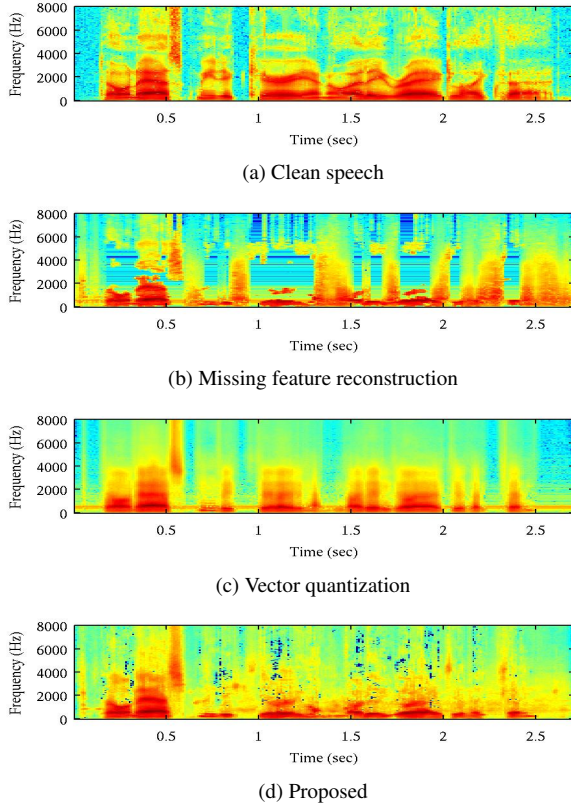 8000
6000
4000
2000
0
Frequency (Hz)
0.5 1 1.5 2 2.5
Time (sec)
(a) Clean speech
8000
6000
4000
2000
0
Frequency (Hz)
0.5 1 1.5 2 2.5
Time (sec)
(b) Missing feature reconstruction
8000
6000
4000
2000
0
Frequency (Hz)
0.5 1 1.5 2 2.5
Time (sec)
(c) Vector quantization
8000
6000
4000
2000
0
Frequency (Hz)
0.5 1 1.5 2 2.5
Time (sec)
(d) Proposed